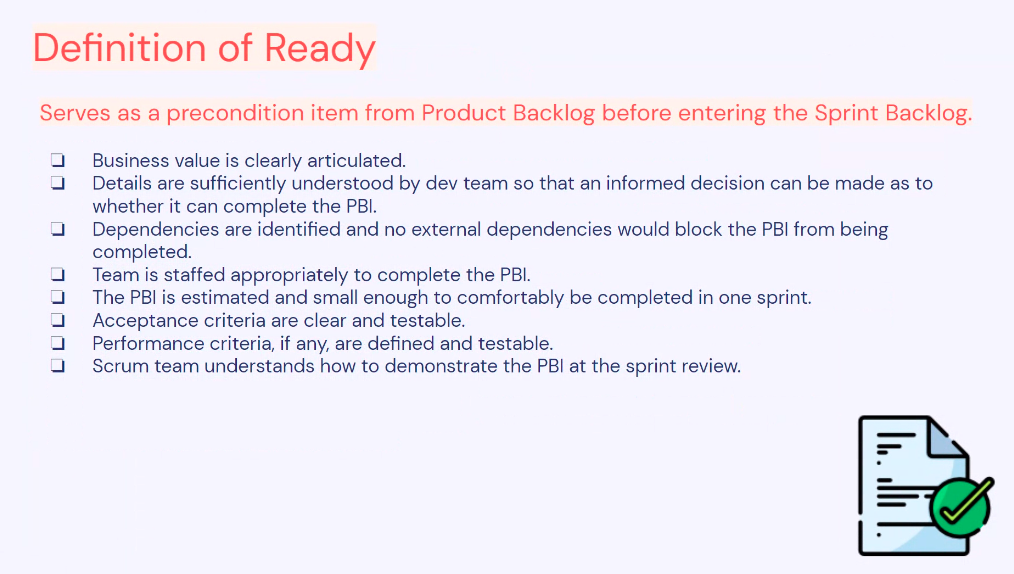 Definition of Ready
Serves as a precondition item from Product Backlog before entering the Sprint Backlog.
❏ Business value is clearly articulated.
❏ Details are sufficiently understood by dev team so that an informed decision can be made as to
whether it can complete the PBI.
❏ Dependencies are identified and no external dependencies would block the PBI from being
completed.
❏ Team is staffed appropriately to complete the PBI.
❏ The PBI is estimated and small enough to comfortably be completed in one sprint.
❏ Acceptance criteria are clear and testable.
❏ Performance criteria, if any, are defined and testable.
❏ Scrum team understands how to demonstrate the PBI at the sprint review.